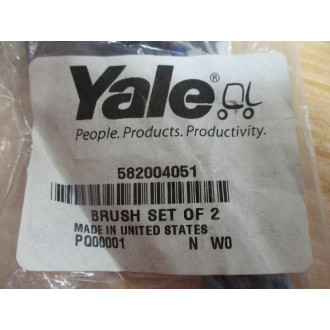 Yale®
People. Products. Productivity.
582004051
BRUSH SET OF 2
MADE IN UNITED STATES
PQ00001 N W0